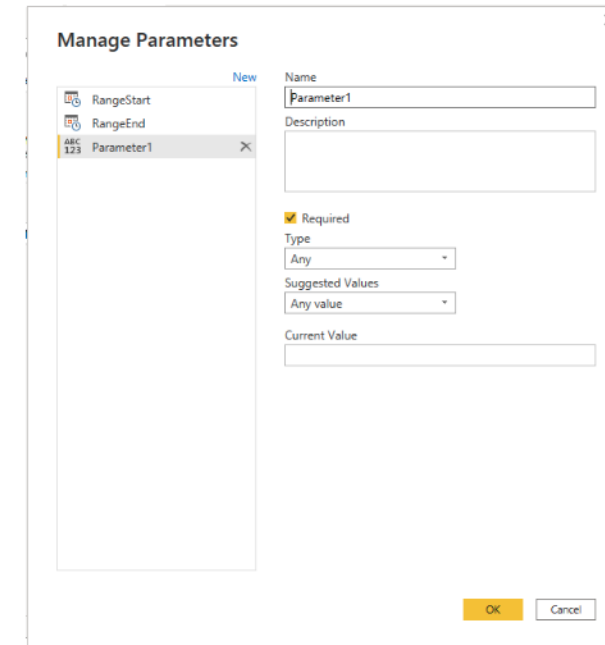 Manage Parameters
New
RangeStart
RangeEnd
ABC
123
Parameter1
Name
Parameter1
Description
Required
Type
Any
Suggested Values
Any value
Current Value
OK
Cancel